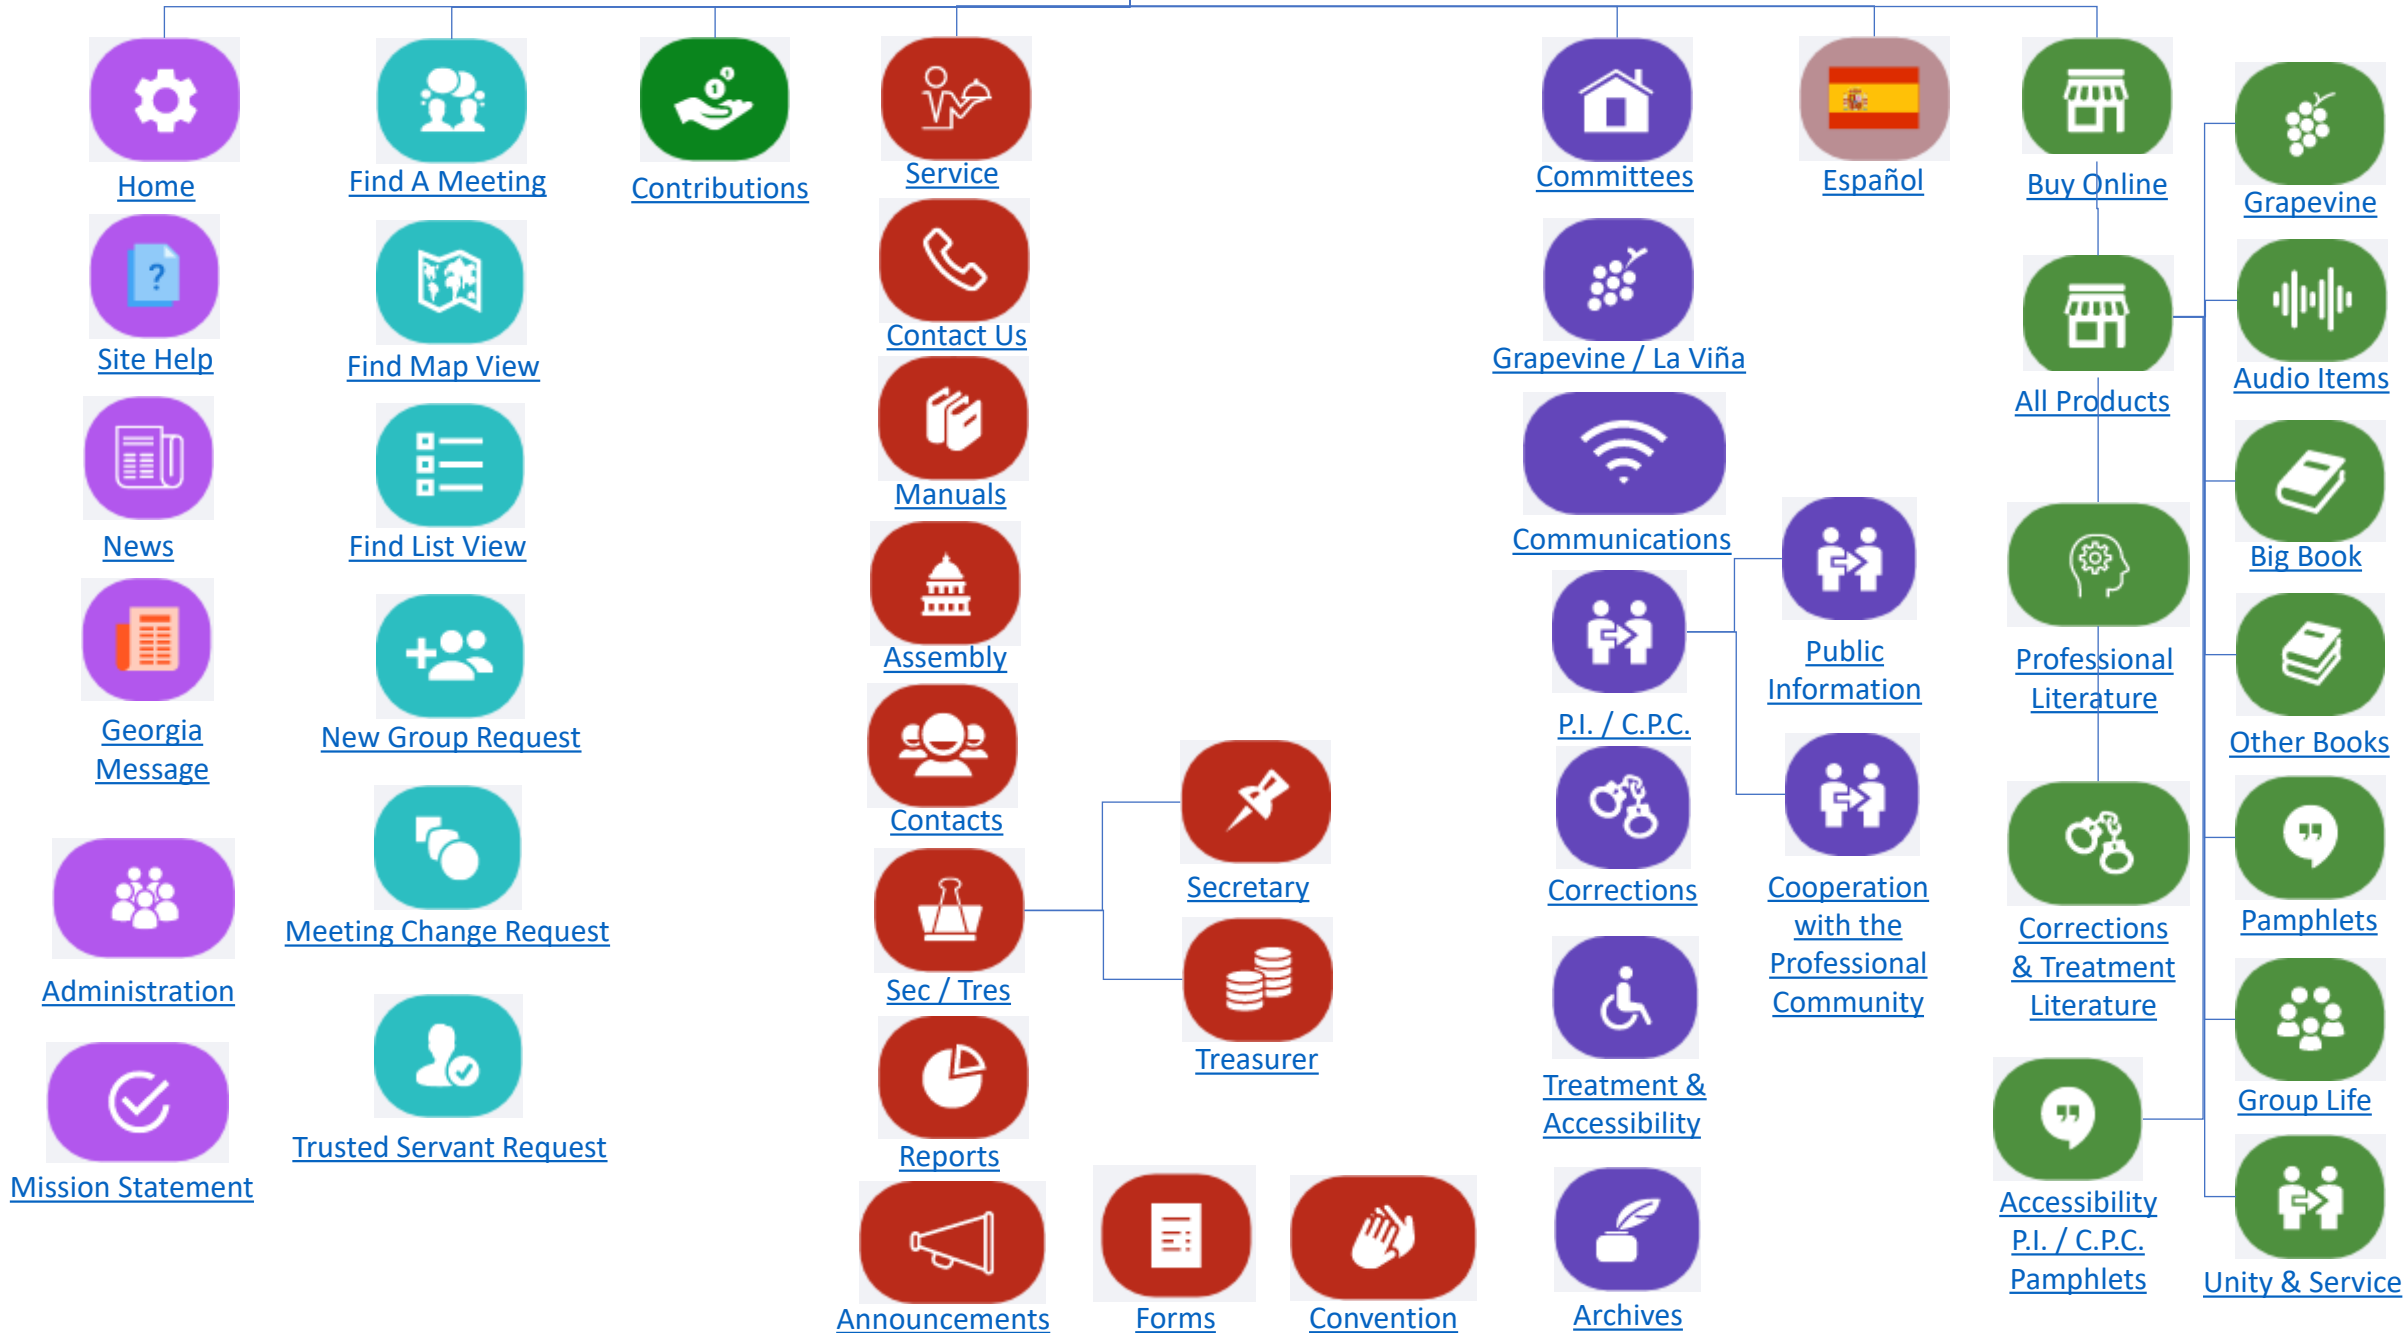 Home
Site Help
News
Georgia
Message
Administration
Mission Statement
Find A Meeting
Find Map View
Find List View
New Group Request
Meeting Change Request
Trusted Servant Request
Contributions
Service
Contact Us
Manuals
Assembly
Contacts
Sec / Tres
Secretary
Treasurer
Reports
Announcements
Forms
Convention
Committees
Grapevine / La Viña
Communications
P.I. / C.P.C.
Public
Information
Cooperation
with the
Professional
Community
Corrections
Treatment &
Accessibility
Archives
Español
Buy Online
All Products
Professional
Literature
Corrections
& Treatment
Literature
Accessibility
P.I. / C.P.C.
Pamphlets
Grapevine
Audio Items
Big Book
Other Books
Pamphlets
Group Life
Unity & Service